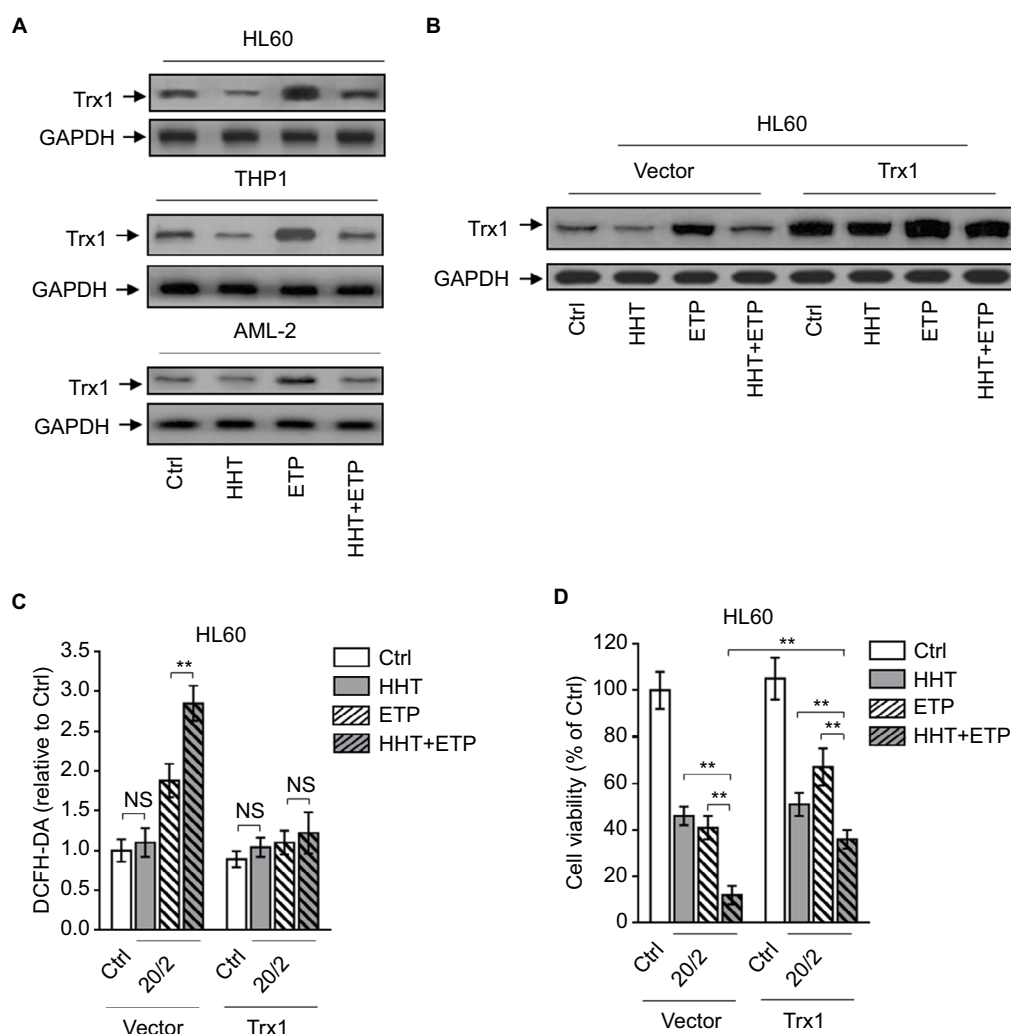 A
HL60
Trx1
GAPDH
THP1
Trx1
GAPDH
AML-2
Trx1
GAPDH
Ctrl
HHT
ETP
HHT+ETP
B
HL60
Vector Trx1
Trx1
GAPDH
Ctrl
HHT
ETP
HHT+ETP
Ctrl
HHT
ETP
HHT+ETP
C
HL60
DCFH-DA (relative to Ctrl)
3.5
3.0
2.5
2.0
1.5
1.0
0.5
0.0
NS
**
NS
NS
Ctrl
HHT
ETP
HHT+ETP
Ctrl
20/2
Ctrl
20/2
Vector Trx1
D
HL60
Cell viability (% of Ctrl)
120
100
80
60
40
20
0
**
**
**
**
**
Ctrl
HHT
ETP
HHT+ETP
Ctrl
20/2
Ctrl
20/2
Vector Trx1